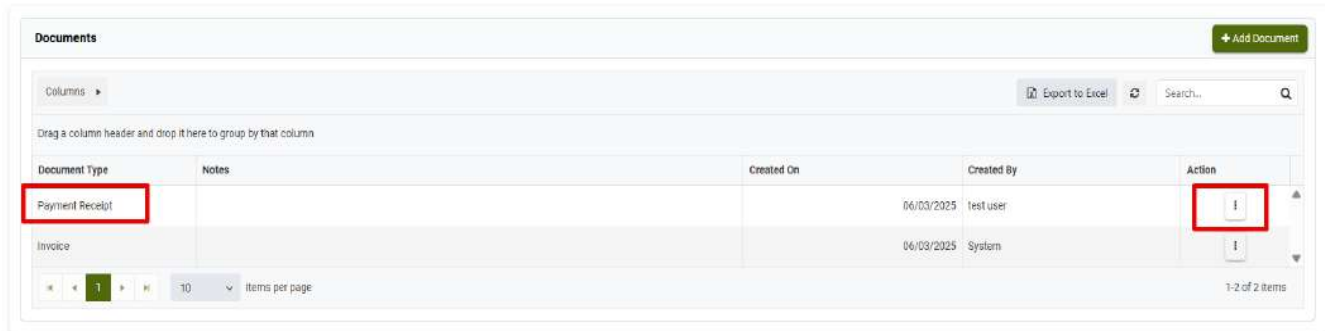 Documents
+ Add Document
Columns
Export to Excel
Search...
Drag a column header and drop it here to group by that column
Document Type Notes Created On Created By Action
Payment Receipt 06/03/2025 test user
Invoice 06/03/2025 System
1 10 items per page 1-2 of 2 items